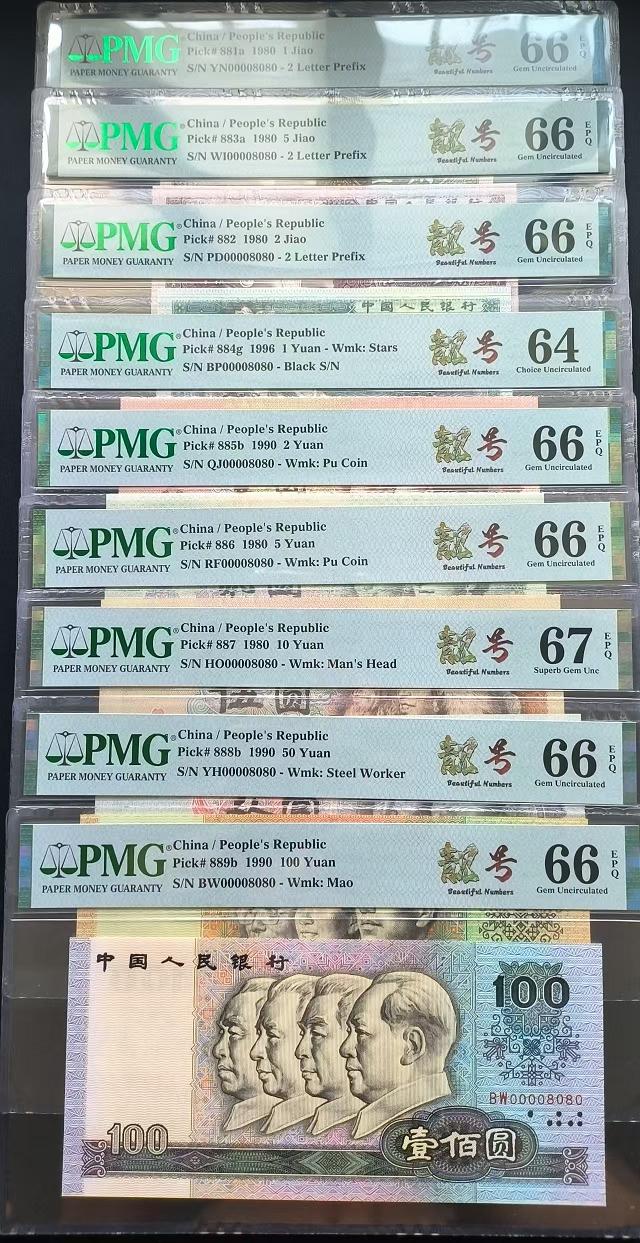 PMG
PAPER MONEY GUARANTY
China / People's Republic
Pick# 881a 1980 1 Jiao
S/N YN00008080 - 2 Letter Prefix
靓号
Beautiful Numbers
66 EPQ
Gem Uncirculated
PMG
PAPER MONEY GUARANTY
China / People's Republic
Pick# 883a 1980 5 Jiao
S/N WI00008080 - 2 Letter Prefix
靓号
Beautiful Numbers
66 EPQ
Gem Uncirculated
PMG
PAPER MONEY GUARANTY
China / People's Republic
Pick# 882 1980 2 Jiao
S/N PD00008080 - 2 Letter Prefix
靓号
Beautiful Numbers
66 EPQ
Gem Uncirculated
中国人民银行
PMG
PAPER MONEY GUARANTY
China / People's Republic
Pick# 884g 1996 1 Yuan - Wmk: Stars
S/N BP00008080 - Black S/N
靓号
Beautiful Numbers
64
Choice Uncirculated
PMG
PAPER MONEY GUARANTY
China / People's Republic
Pick# 885b 1990 2 Yuan
S/N QJ00008080 - Wmk: Pu Coin
靓号
Beautiful Numbers
66 EPQ
Gem Uncirculated
PMG
PAPER MONEY GUARANTY
China / People's Republic
Pick# 886 1980 5 Yuan
S/N RF00008080 - Wmk: Pu Coin
靓号
Beautiful Numbers
66 EPQ
Gem Uncirculated
PMG
PAPER MONEY GUARANTY
China / People's Republic
Pick# 887 1980 10 Yuan
S/N HO00008080 - Wmk: Man's Head
靓号
Beautiful Numbers
67 EPQ
Superb Gem Unc
伍圆
PMG
PAPER MONEY GUARANTY
China / People's Republic
Pick# 888b 1990 50 Yuan
S/N YH00008080 - Wmk: Steel Worker
靓号
Beautiful Numbers
66 EPQ
Gem Uncirculated
PMG
PAPER MONEY GUARANTY
China / People's Republic
Pick# 889b 1990 100 Yuan
S/N BW00008080 - Wmk: Mao
靓号
Beautiful Numbers
66 EPQ
Gem Uncirculated
中国人民银行
100
BW00008080
100
壹佰圆